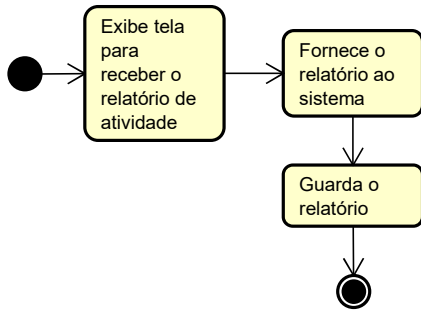 Exibe tela
para
receber o
relatório de
atividade
Fornece o
relatório ao
sistema
Guarda o
relatório